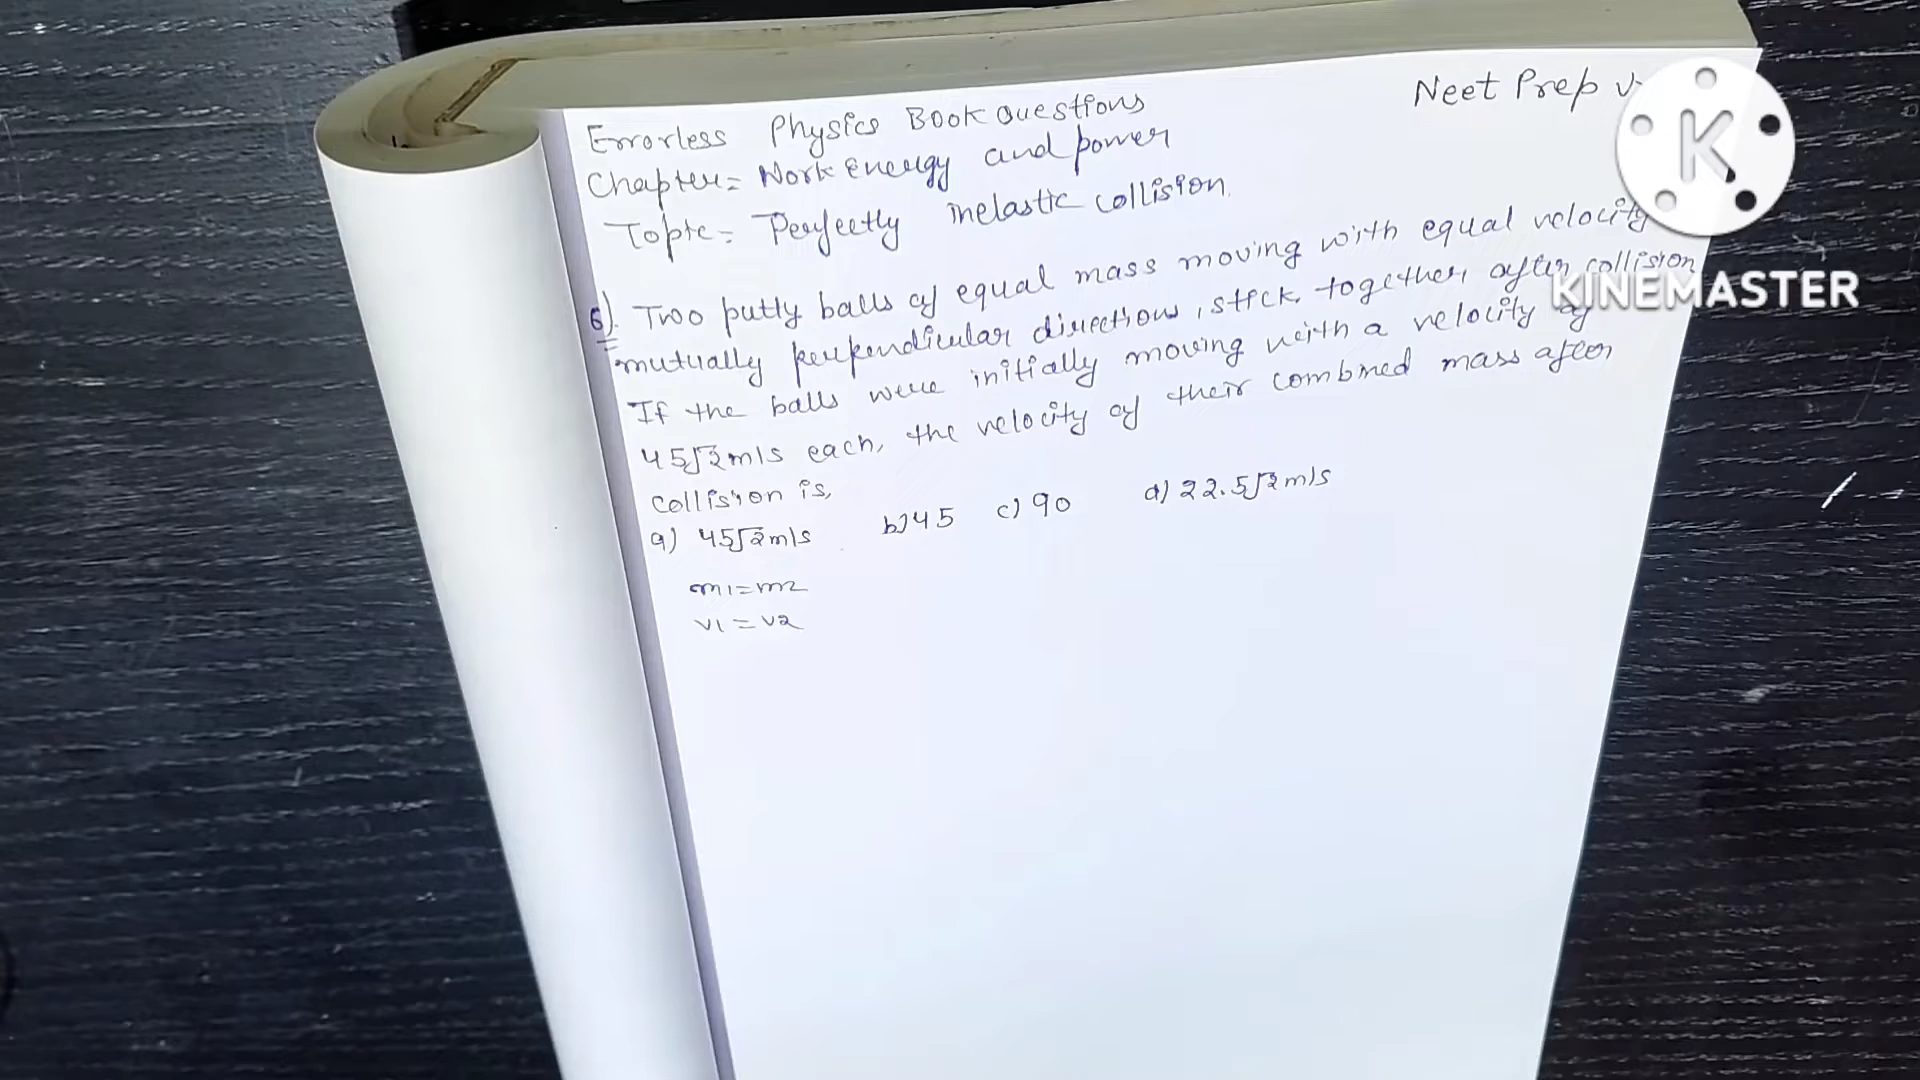 Errorless Physics Book Questions
Neet Prep
Chapter = Work Energy and power
Topic = Perfectly inelastic collision.
6). Two putty balls of equal mass moving with equal velocity
mutually perpendicular directions, stick together, after collision
If the balls were initially moving with a velocity of
45√2m/s each, the velocity of their combined mass after
collision is,
a) 45√2m/s b) 45 c) 90 d) 22.5√2m/s
m1=m2
v1=v2
K
KINEMASTER